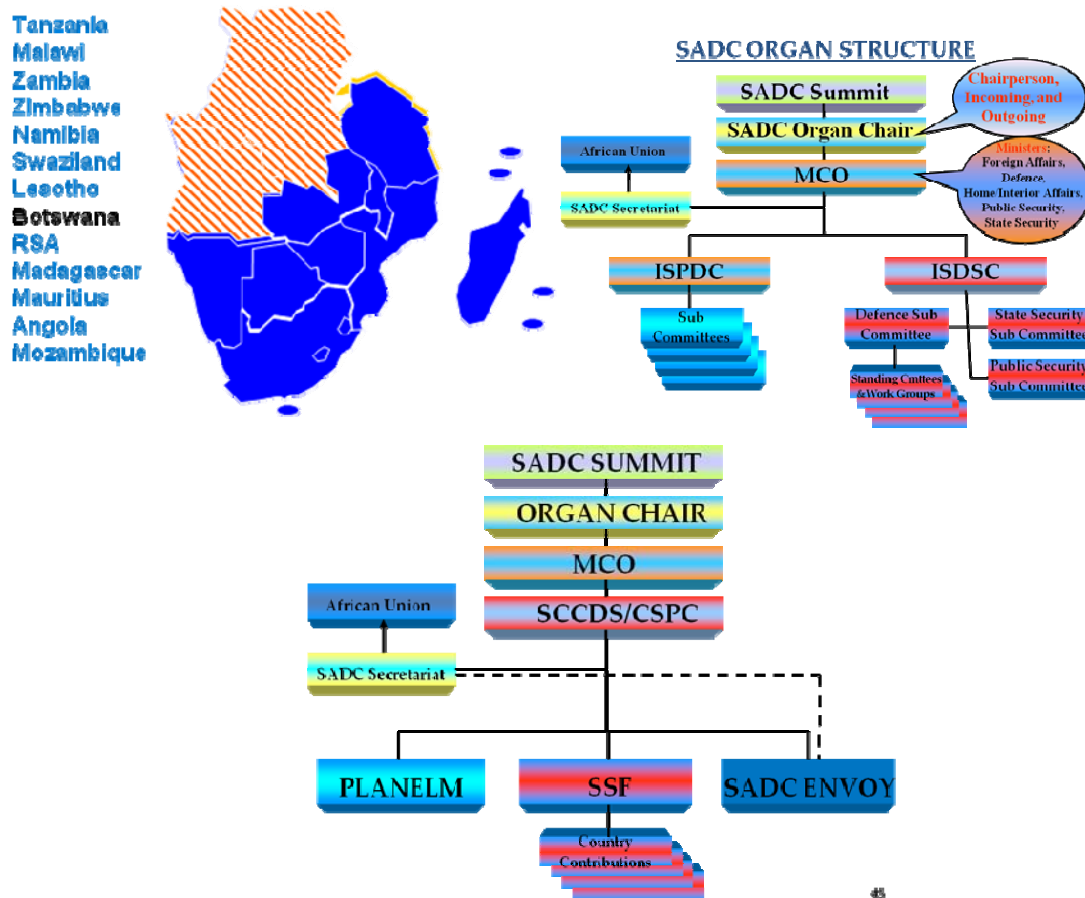 Tanzania
Malawi
Zambia
Zimbabwe
Namibia
Swaziland
Lesotho
Botswana
RSA
Madagascar
Mauritius
Angola
Mozambique
SADC ORGAN STRUCTURE
SADC Summit
SADC Organ Chair
MCO
Chairperson,
Incoming, and
Outgoing
Ministers:
Foreign Affairs,
Defence,
Home/Interior Affairs,
Public Security,
State Security
African Union
SADC Secretariat
ISPDC
Sub
Committees
ISDSC
Defence Sub
Committee
State Security
Sub Committee
Standing Cmttees
&Work Groups
Public Security
Sub Committee
SADC SUMMIT
ORGAN CHAIR
MCO
SCCDS/CSPC
African Union
SADC Secretariat
PLANELM
SSF
SADC ENVOY
Country
Contributions
45